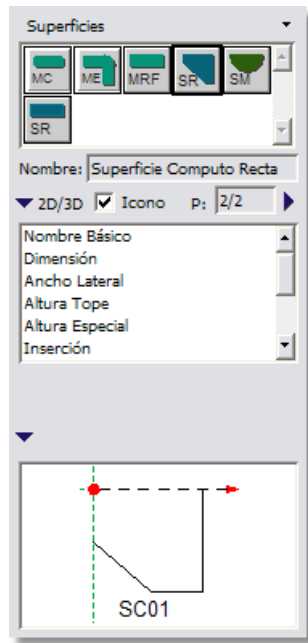 Superficies
MC ME MRF SR SM
SR
Nombre: Superficie Computo Recta
2D/3D Icono P: 2/2
Nombre Básico
Dimensión
Ancho Lateral
Altura Tope
Altura Especial
Inserción
SC01